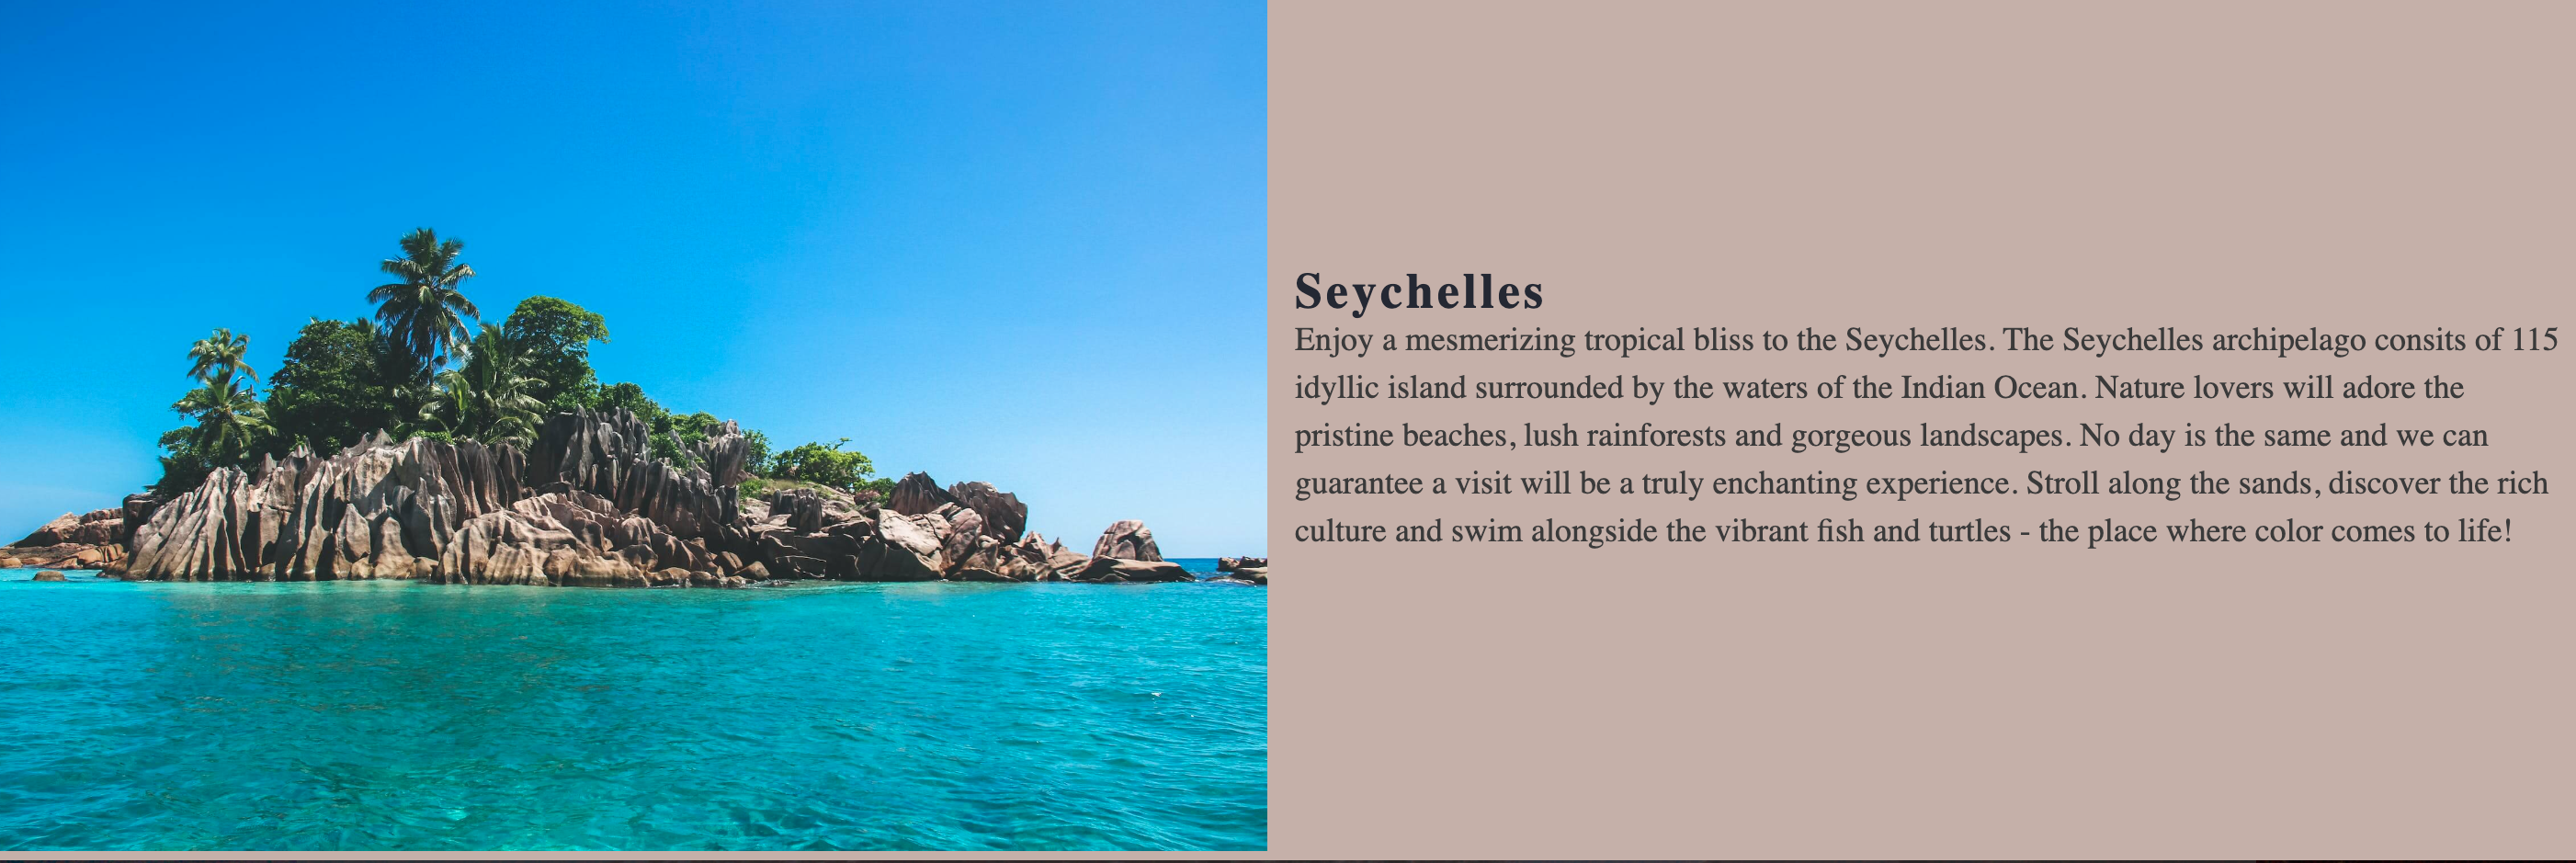 Seychelles
Enjoy a mesmerizing tropical bliss to the Seychelles. The Seychelles archipelago consits of 115
idyllic island surrounded by the waters of the Indian Ocean. Nature lovers will adore the
pristine beaches, lush rainforests and gorgeous landscapes. No day is the same and we can
guarantee a visit will be a truly enchanting experience. Stroll along the sands, discover the rich
culture and swim alongside the vibrant fish and turtles - the place where color comes to life!